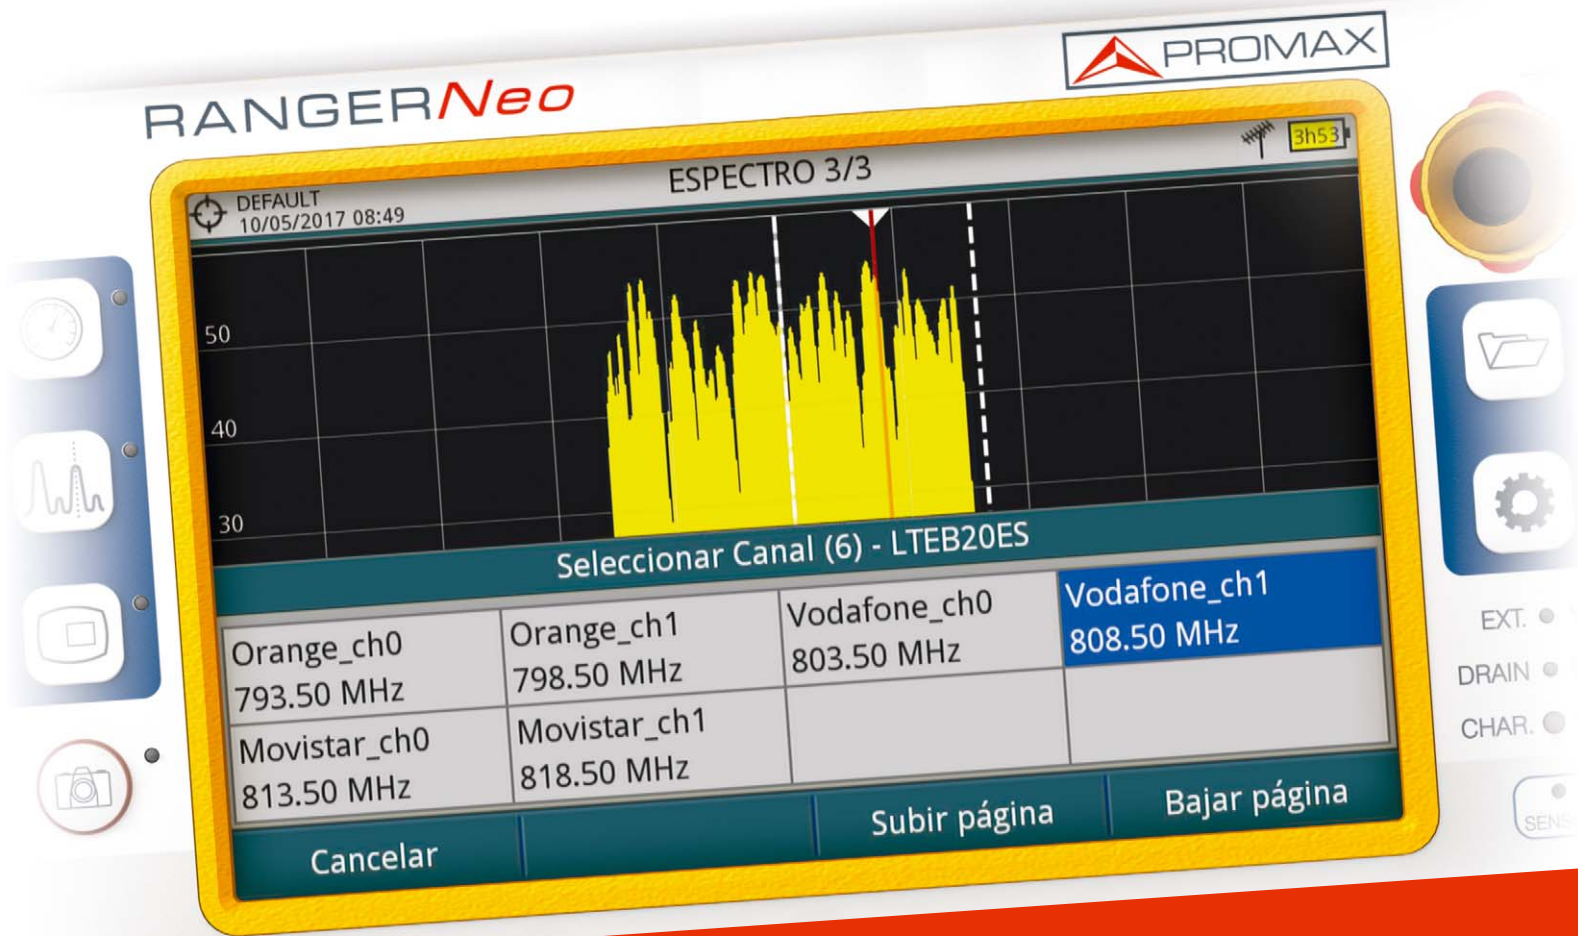 RANGERNeo
PROMAX
DEFAULT
10/05/2017 08:49
ESPECTRO 3/3
3h53
50
40
30
Seleccionar Canal (6) - LTEB20ES
Orange_ch0
793.50 MHz
Orange_ch1
798.50 MHz
Vodafone_ch0
803.50 MHz
Vodafone_ch1
808.50 MHz
Movistar_ch0
813.50 MHz
Movistar_ch1
818.50 MHz
Cancelar
Subir página
Bajar página
EXT.
DRAIN
CHAR.
SENS